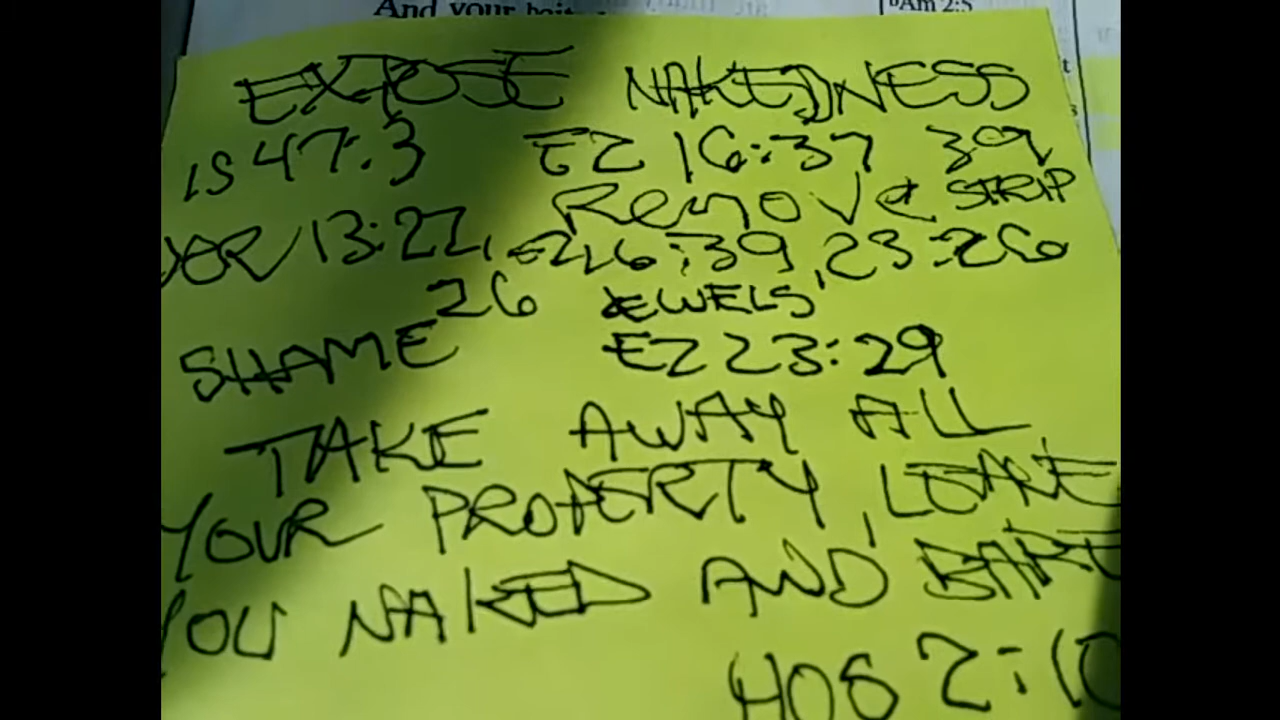 And your
ᵇAm 2:5
EXPOSE NAKEDNESS
IS 47:3 EZ 16:37 39
Remove STRIP
JER 13:22, EZ 16:39, 23:26
26 JEWELS
SHAME EZ 23:29
TAKE AWAY ALL
YOUR PROPERTY, LEAVE
YOU NAKED AND BARE
HOS 2:10